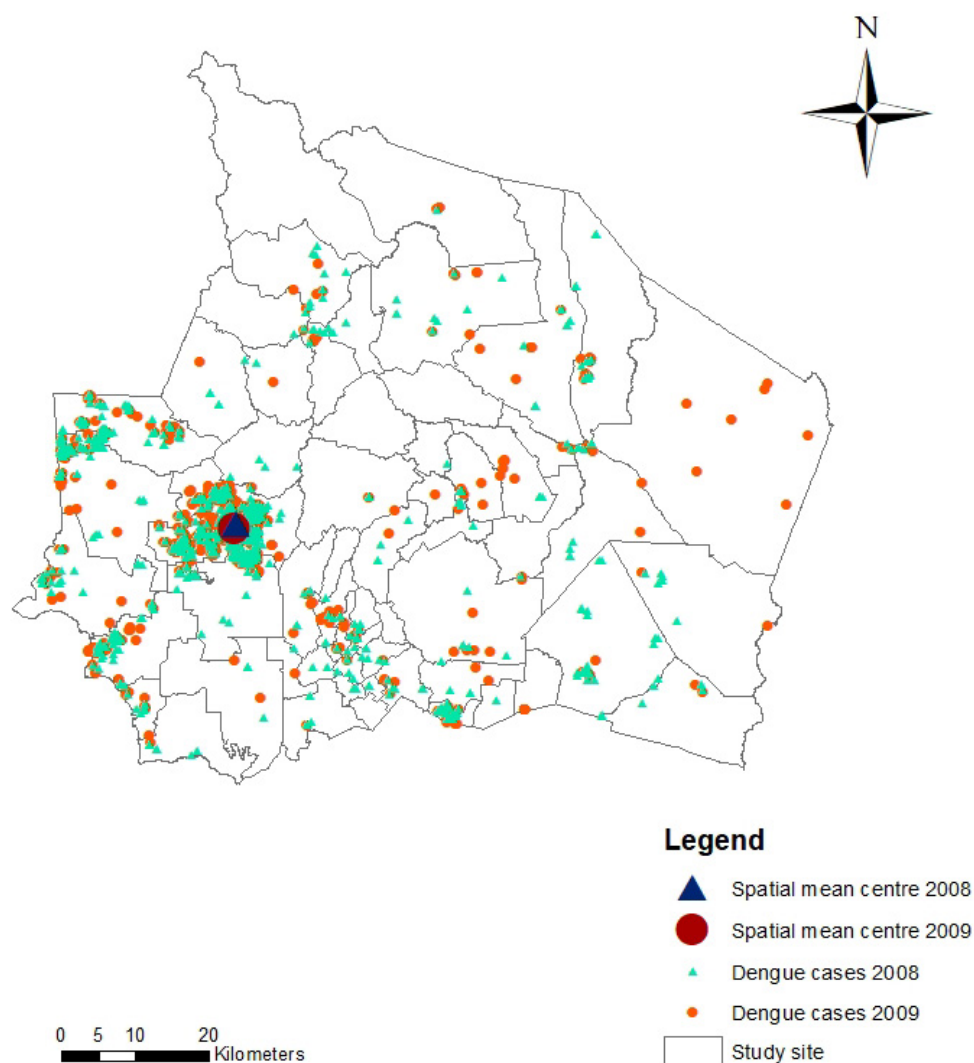 N
Legend
Spatial mean centre 2008
Spatial mean centre 2009
Dengue cases 2008
Dengue cases 2009
Study site
0 5 10 20
Kilometers